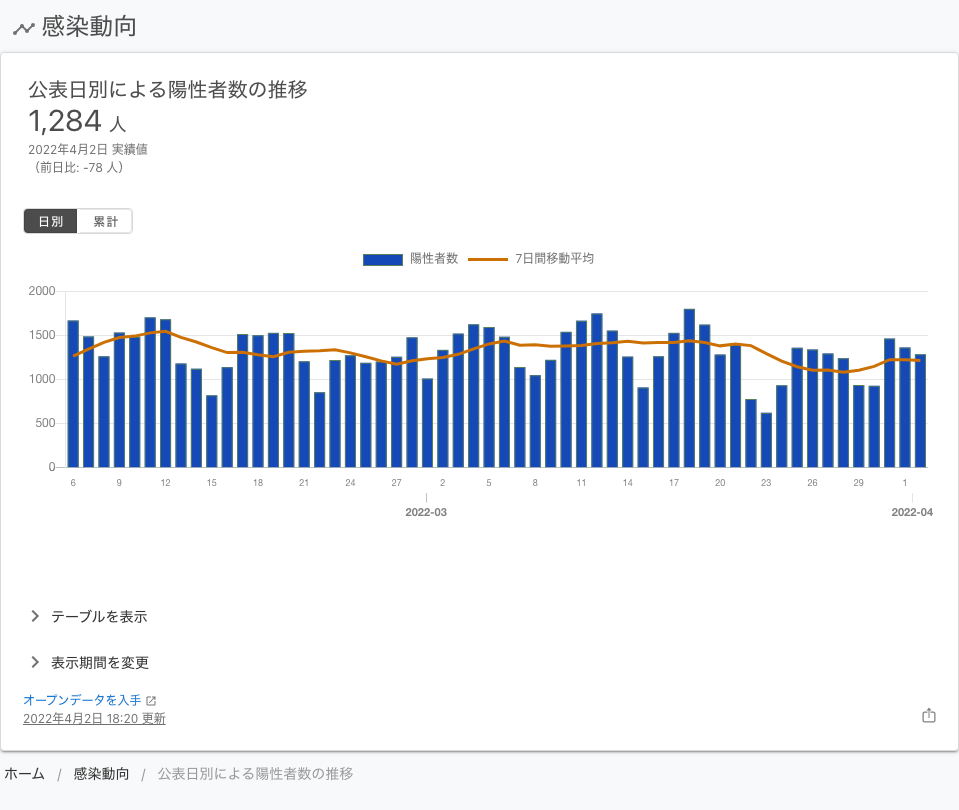 感染動向
公表日別による陽性者数の推移
1,284 人
2022年4月2日 実績値
（前日比: -78 人）
日別 累計
陽性者数 7日間移動平均
2000
1500
1000
500
0
6 9 12 15 18 21 24 27 2 5 8 11 14 17 20 23 26 29 1
2022-03 2022-04
テーブルを表示
表示期間を変更
オープンデータを入手
2022年4月2日 18:20 更新
ホーム / 感染動向 / 公表日別による陽性者数の推移